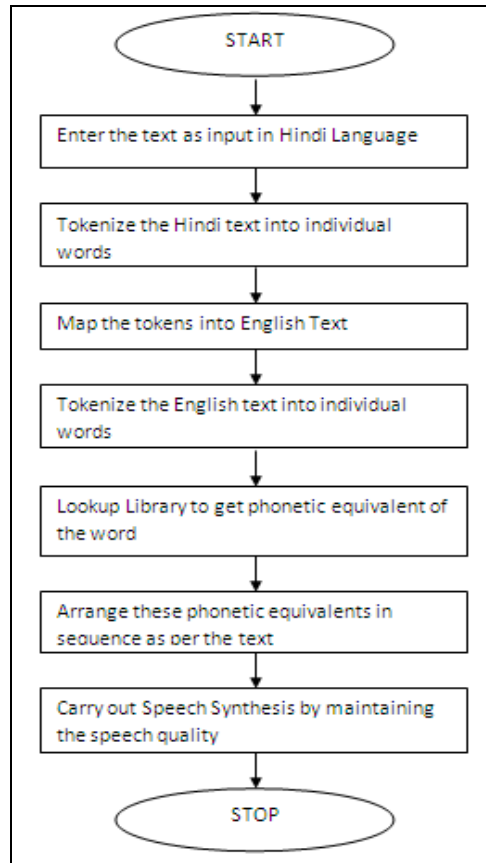 START
Enter the text as input in Hindi Language
Tokenize the Hindi text into individual
words
Map the tokens into English Text
Tokenize the English text into individual
words
Lookup Library to get phonetic equivalent of
the word
Arrange these phonetic equivalents in
sequence as per the text
Carry out Speech Synthesis by maintaining
the speech quality
STOP